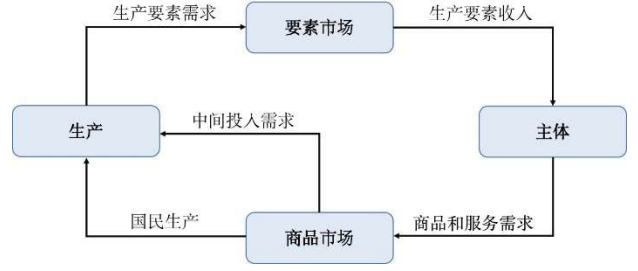 生产要素需求
要素市场
生产要素收入
生产
中间投入需求
主体
国民生产
商品市场
商品和服务需求